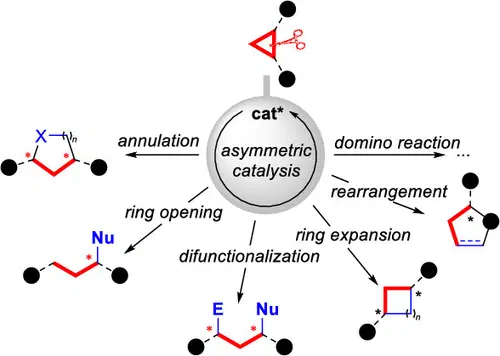 cat*
asymmetric
catalysis
annulation
domino reaction
...
X
( )n
* *
rearrangement
*
ring opening
ring expansion
Nu
*
difunctionalization
E Nu
* *
*
* ( )n